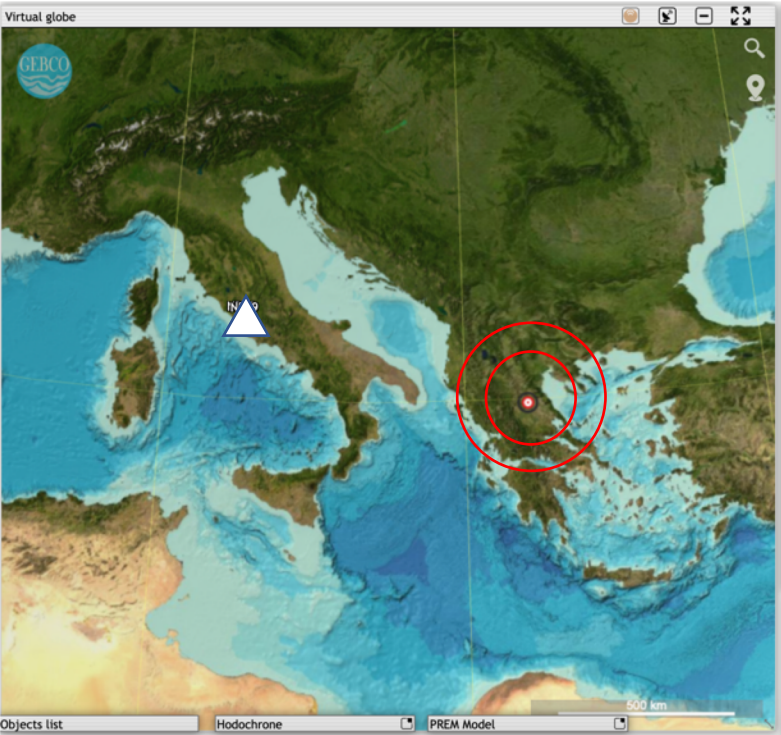 Virtual globe
GEBCO
500 km
Objects list
Hodochrone
PREM Model